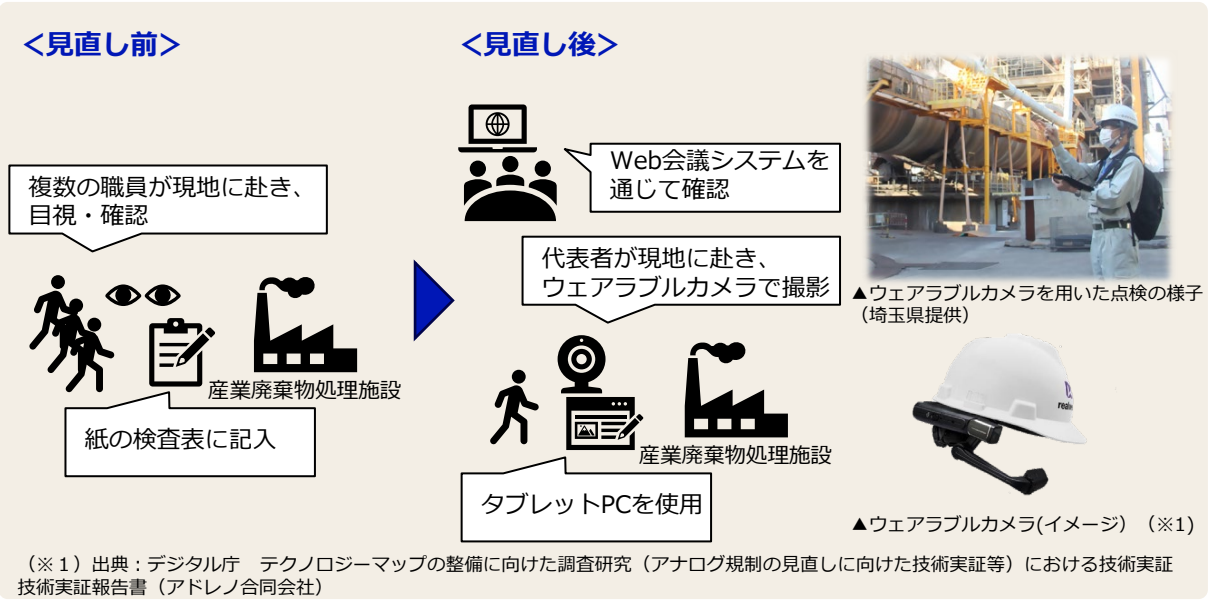 ＜見直し前＞
複数の職員が現地に赴き、
目視・確認
産業廃棄物処理施設
紙の検査表に記入
＜見直し後＞
Web会議システムを
通じて確認
代表者が現地に赴き、
ウェアラブルカメラで撮影
産業廃棄物処理施設
タブレットPCを使用
▲ウェアラブルカメラを用いた点検の様子
（埼玉県提供）
▲ウェアラブルカメラ(イメージ）（※1)
（※１）出典：デジタル庁　テクノロジーマップの整備に向けた調査研究（アナログ規制の見直しに向けた技術実証等）における技術実証
技術実証報告書（アドレノ合同会社）